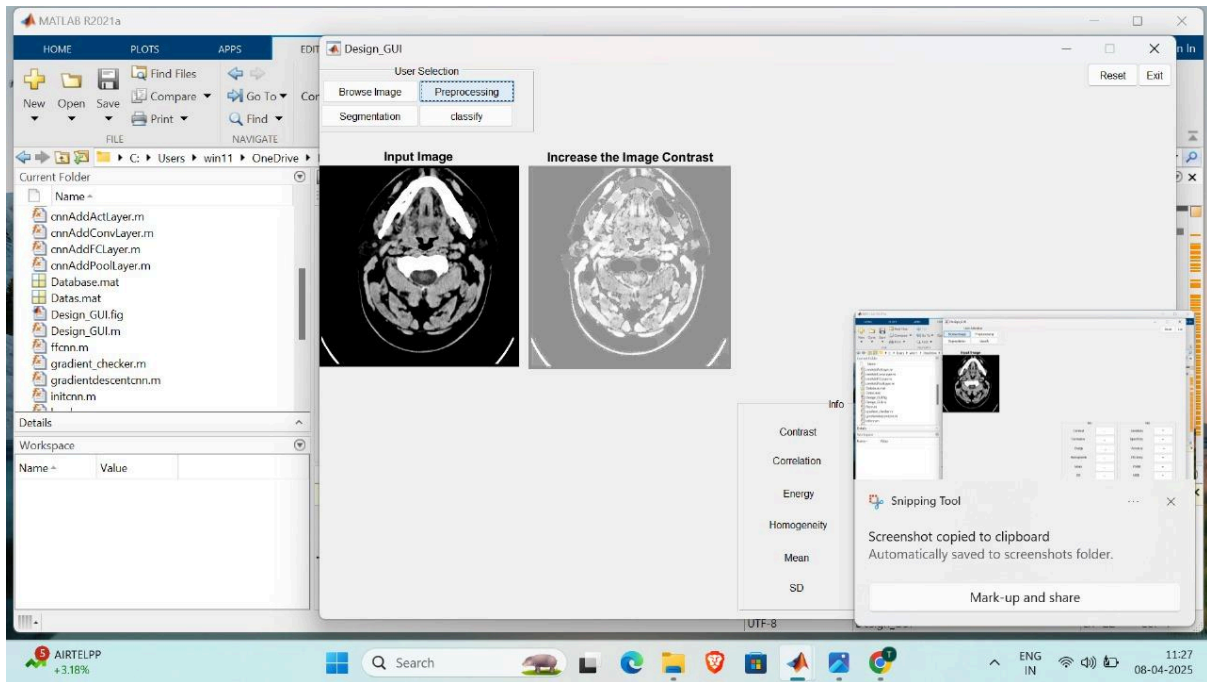 MATLAB R2021a
HOME PLOTS APPS EDIT
n In
Design_GUI
User Selection
Browse Image Preprocessing
Segmentation classify
Reset Exit
New Open Save
Find Files
Compare
Print
Go To
Find
Cor
FILE NAVIGATE
C: Users win11 OneDrive
Current Folder
Name
cnnAddActLayer.m
cnnAddConvLayer.m
cnnAddFCLayer.m
cnnAddPoolLayer.m
Database.mat
Datas.mat
Design_GUI.fig
Design_GUI.m
ffcnn.m
gradient_checker.m
gradientdescentcnn.m
initcnn.m
Details
Workspace
Name Value
Input Image
Increase the Image Contrast
Info
Contrast
Correlation
Energy
Homogeneity
Mean
SD
Snipping Tool
Screenshot copied to clipboard
Automatically saved to screenshots folder.
Mark-up and share
UTF-8
5
AIRTELPP
+3.18%
Search
ENG
IN
11:27
08-04-2025